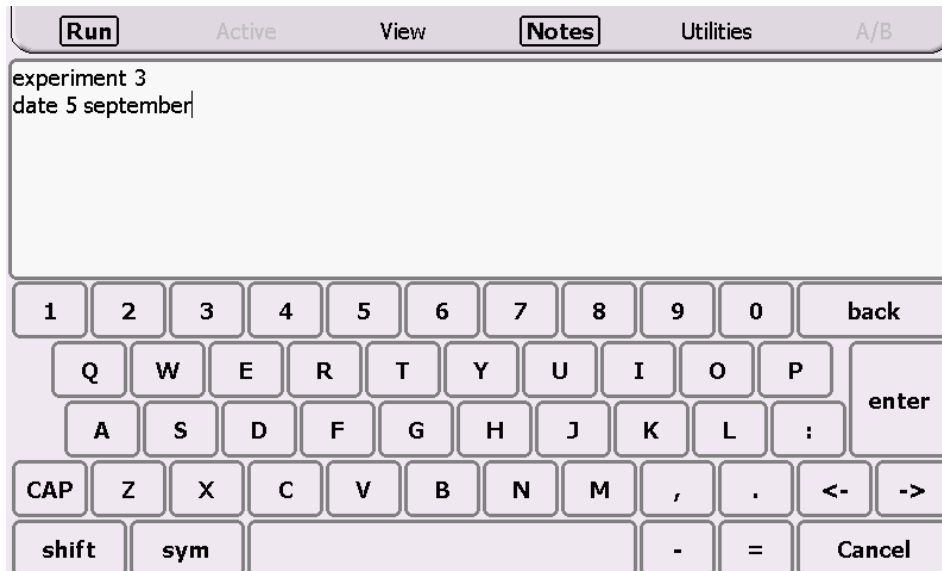 Run Active View Notes Utilities A/B
experiment 3
date 5 september
1 2 3 4 5 6 7 8 9 0 back
Q W E R T Y U I O P
enter
A S D F G H J K L :
CAP Z X C V B N M , . <- ->
shift sym - = Cancel